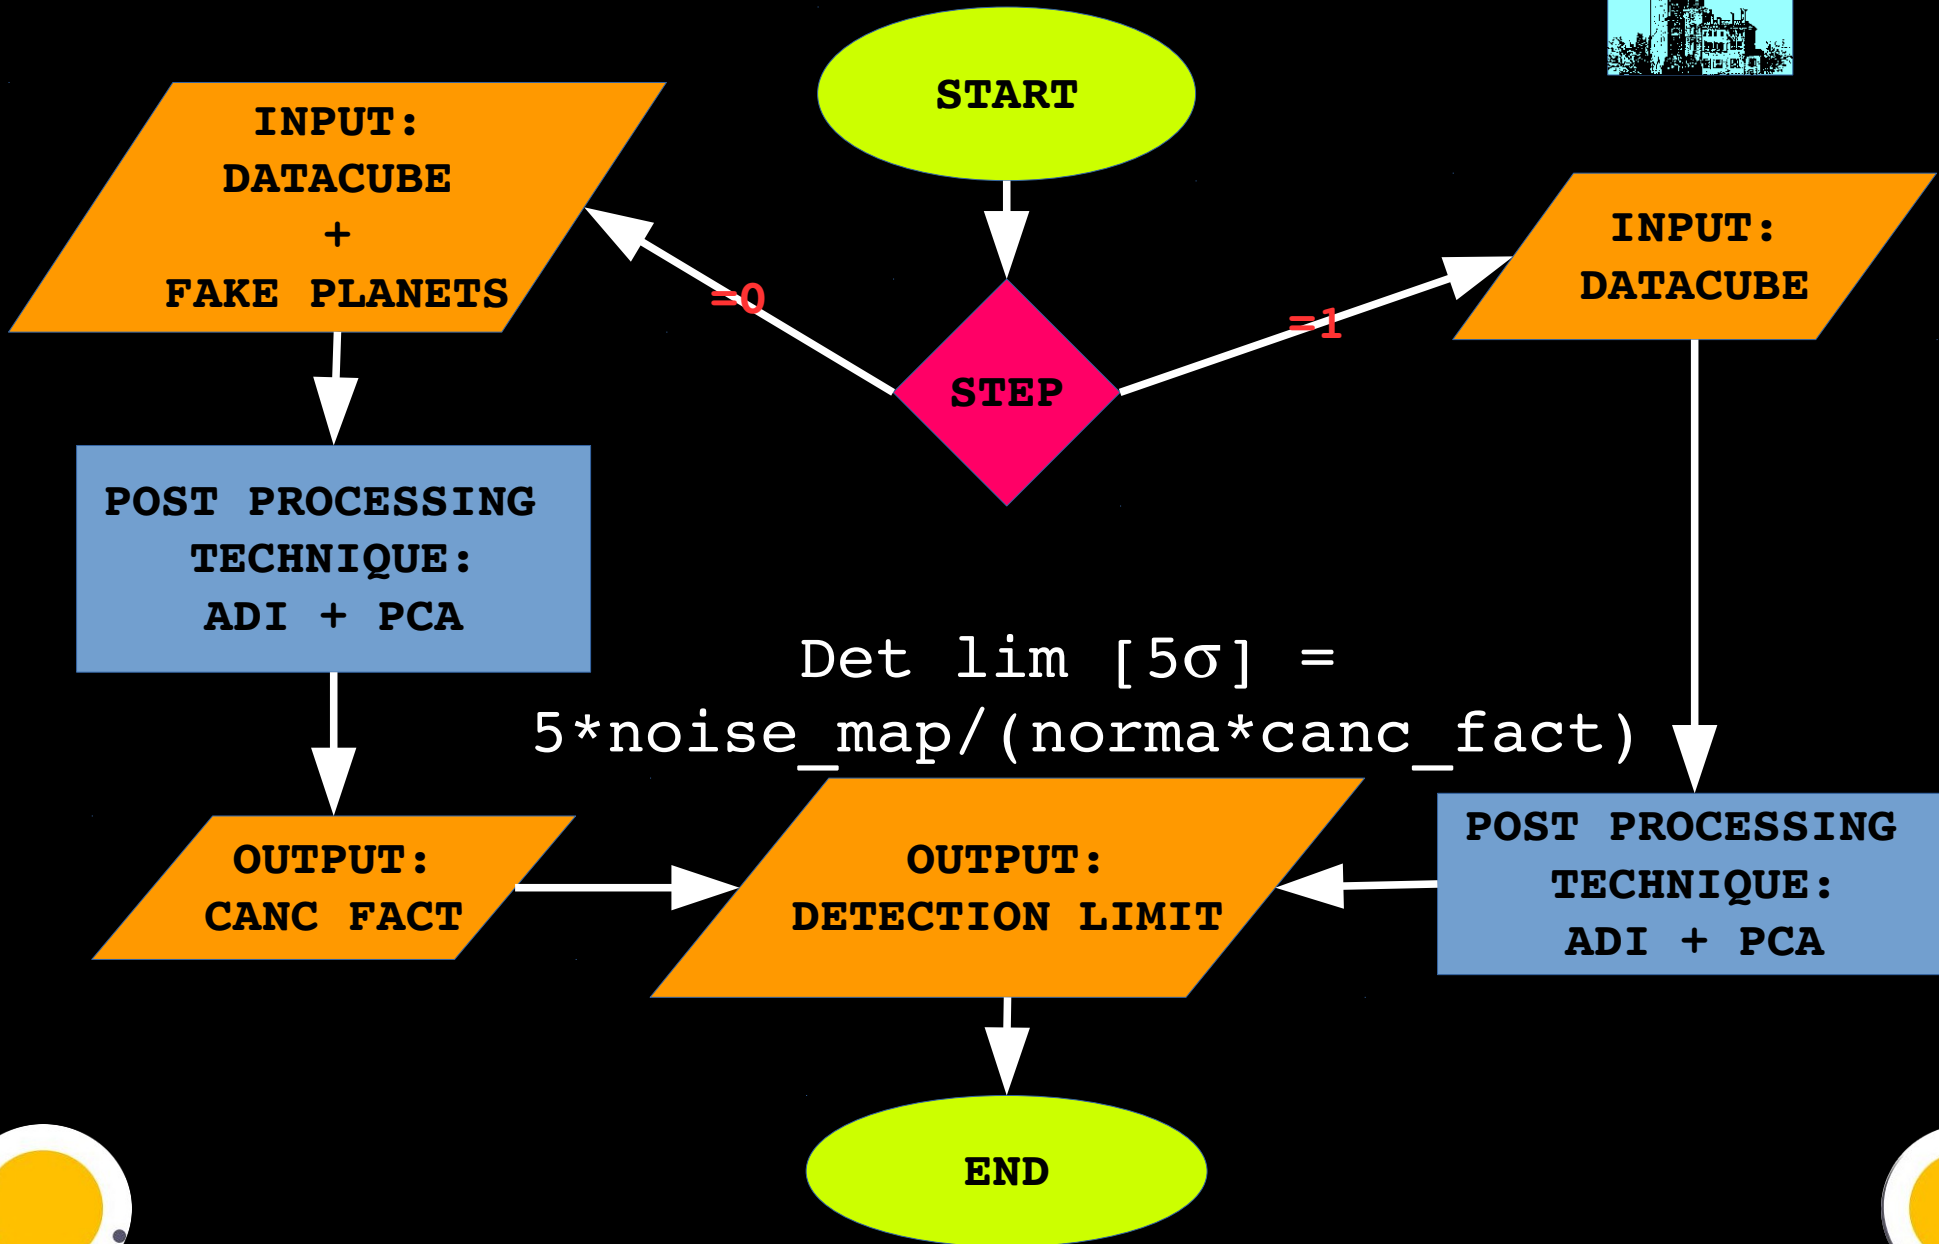 START
INPUT:
DATACUBE
+
FAKE PLANETS
INPUT:
DATACUBE
=0
=1
STEP
POST PROCESSING
TECHNIQUE:
ADI + PCA
Det lim [5σ] =
5*noise_map/(norma*canc_fact)
OUTPUT:
CANC FACT
OUTPUT:
DETECTION LIMIT
POST PROCESSING
TECHNIQUE:
ADI + PCA
END